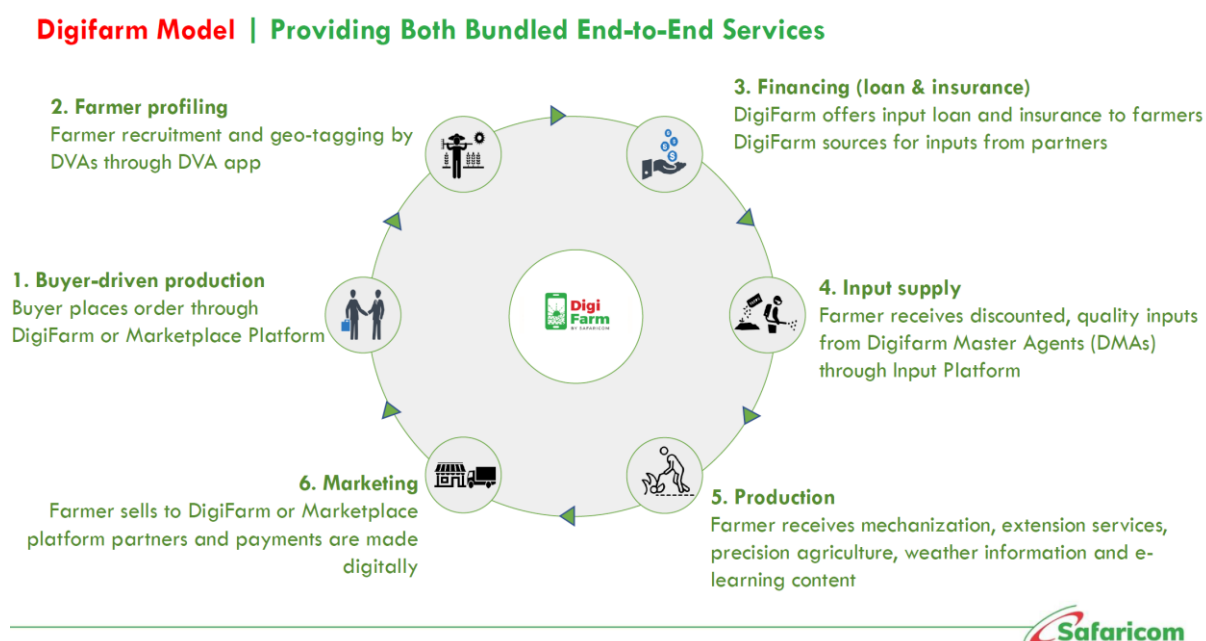 Digifarm Model | Providing Both Bundled End-to-End Services
2. Farmer profiling
Farmer recruitment and geo-tagging by
DVAs through DVA app
3. Financing (loan & insurance)
DigiFarm offers input loan and insurance to farmers
DigiFarm sources for inputs from partners
1. Buyer-driven production
Buyer places order through
DigiFarm or Marketplace Platform
Digi
Farm
BY SAFARICOM
4. Input supply
Farmer receives discounted, quality inputs
from Digifarm Master Agents (DMAs)
through Input Platform
6. Marketing
Farmer sells to DigiFarm or Marketplace
platform partners and payments are made
digitally
5. Production
Farmer receives mechanization, extension services,
precision agriculture, weather information and e-
learning content
Safaricom